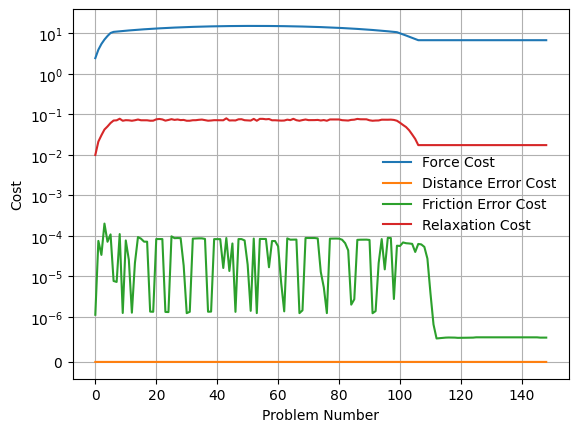 10¹
10⁰
10⁻¹
10⁻²
10⁻³
10⁻⁴
10⁻⁵
10⁻⁶
0
Cost
Force Cost
Distance Error Cost
Friction Error Cost
Relaxation Cost
0 20 40 60 80 100 120 140
Problem Number